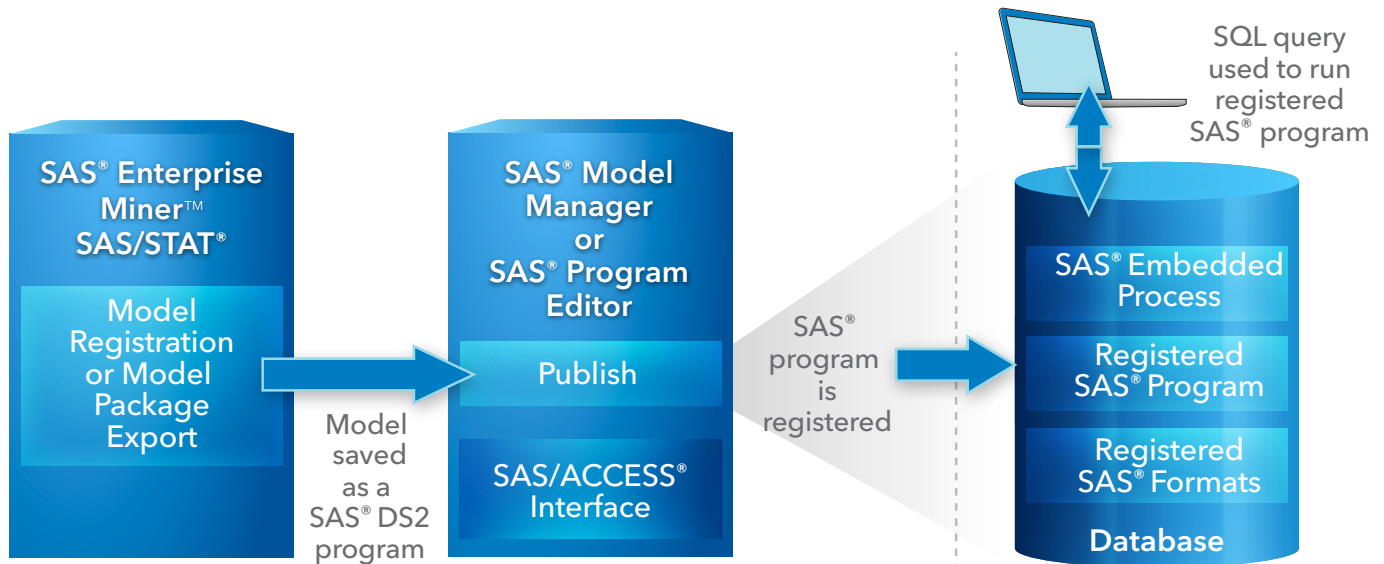 SAS® Enterprise
Miner™
SAS/STAT®
Model
Registration
or Model
Package
Export
Model
saved
as a
SAS® DS2
program
SAS® Model
Manager
or
SAS® Program
Editor
Publish
SAS/ACCESS®
Interface
SAS®
program
is
registered
SQL query
used to run
registered
SAS® program
SAS® Embedded
Process
Registered
SAS® Program
Registered
SAS® Formats
Database